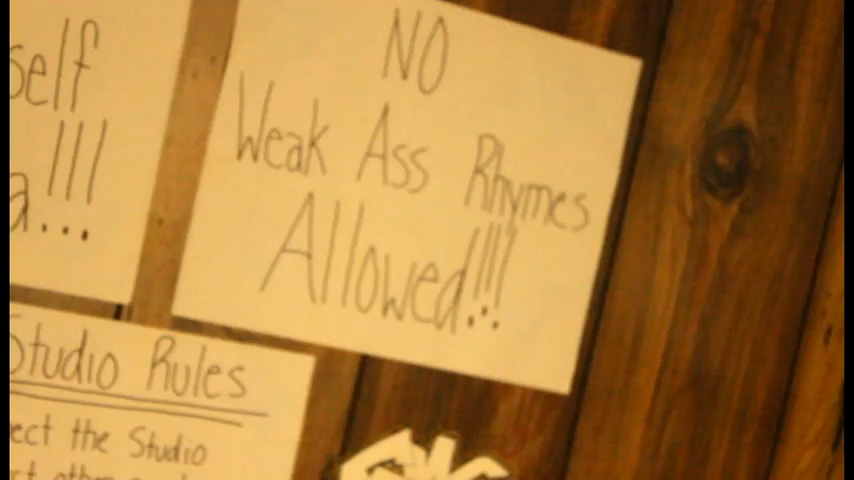 self
a!!!
NO
Weak Ass Rhymes
Allowed!!!
Studio Rules
ect the Studio